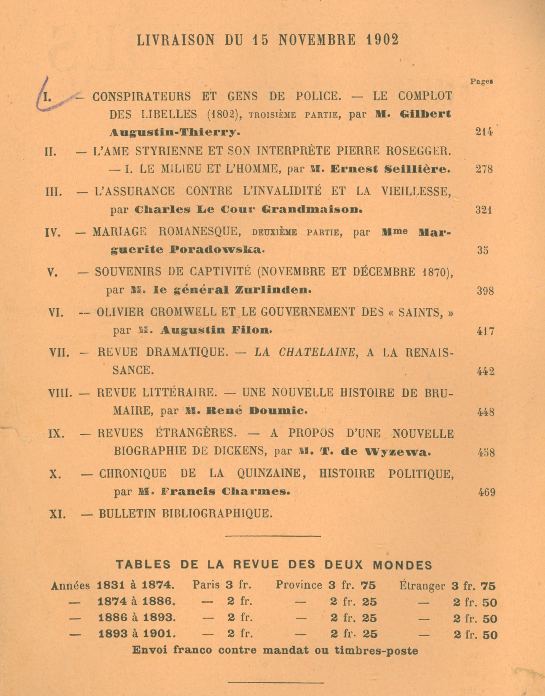 LIVRAISON DU 15 NOVEMBRE 1902
Pages
I. — CONSPIRATEURS ET GENS DE POLICE. — LE COMPLOT
DES LIBELLES (1802), TROISIÈME PARTIE, par M. Gilbert
Augustin-Thierry. 214
II. — L'AME STYRIENNE ET SON INTERPRÈTE PIERRE ROSEGGER.
— I. LE MILIEU ET L'HOMME, par M. Ernest Seillière. 278
III. — L'ASSURANCE CONTRE L'INVALIDITÉ ET LA VIEILLESSE,
par Charles Le Cour Grandmaison. 321
IV. — MARIAGE ROMANESQUE, DEUXIÈME PARTIE, par Mme Mar-
guerite Poradowska. 35
V. — SOUVENIRS DE CAPTIVITÉ (NOVEMBRE ET DÉCEMBRE 1870),
par M. le général Zurlinden. 398
VI. — OLIVIER CROMWELL ET LE GOUVERNEMENT DES « SAINTS, »
par M. Augustin Filon. 417
VII. — REVUE DRAMATIQUE. — LA CHATELAINE, A LA RENAIS-
SANCE. 442
VIII. — REVUE LITTÉRAIRE. — UNE NOUVELLE HISTOIRE DE BRU-
MAIRE, par M. René Doumic. 448
IX. — REVUES ÉTRANGÈRES. — A PROPOS D'UNE NOUVELLE
BIOGRAPHIE DE DICKENS, par M. T. de Wyzewa. 458
X. — CHRONIQUE DE LA QUINZAINE, HISTOIRE POLITIQUE,
par M. Francis Charmes. 469
XI. — BULLETIN BIBLIOGRAPHIQUE.
TABLES DE LA REVUE DES DEUX MONDES
Années 1831 à 1874. Paris 3 fr. Province 3 fr. 75 Étranger 3 fr. 75
— 1874 à 1886. — 2 fr. — 2 fr. 25 — 2 fr. 50
— 1886 à 1893. — 2 fr. — 2 fr. 25 — 2 fr. 50
— 1893 à 1901. — 2 fr. — 2 fr. 25 — 2 fr. 50
Envoi franco contre mandat ou timbres-poste